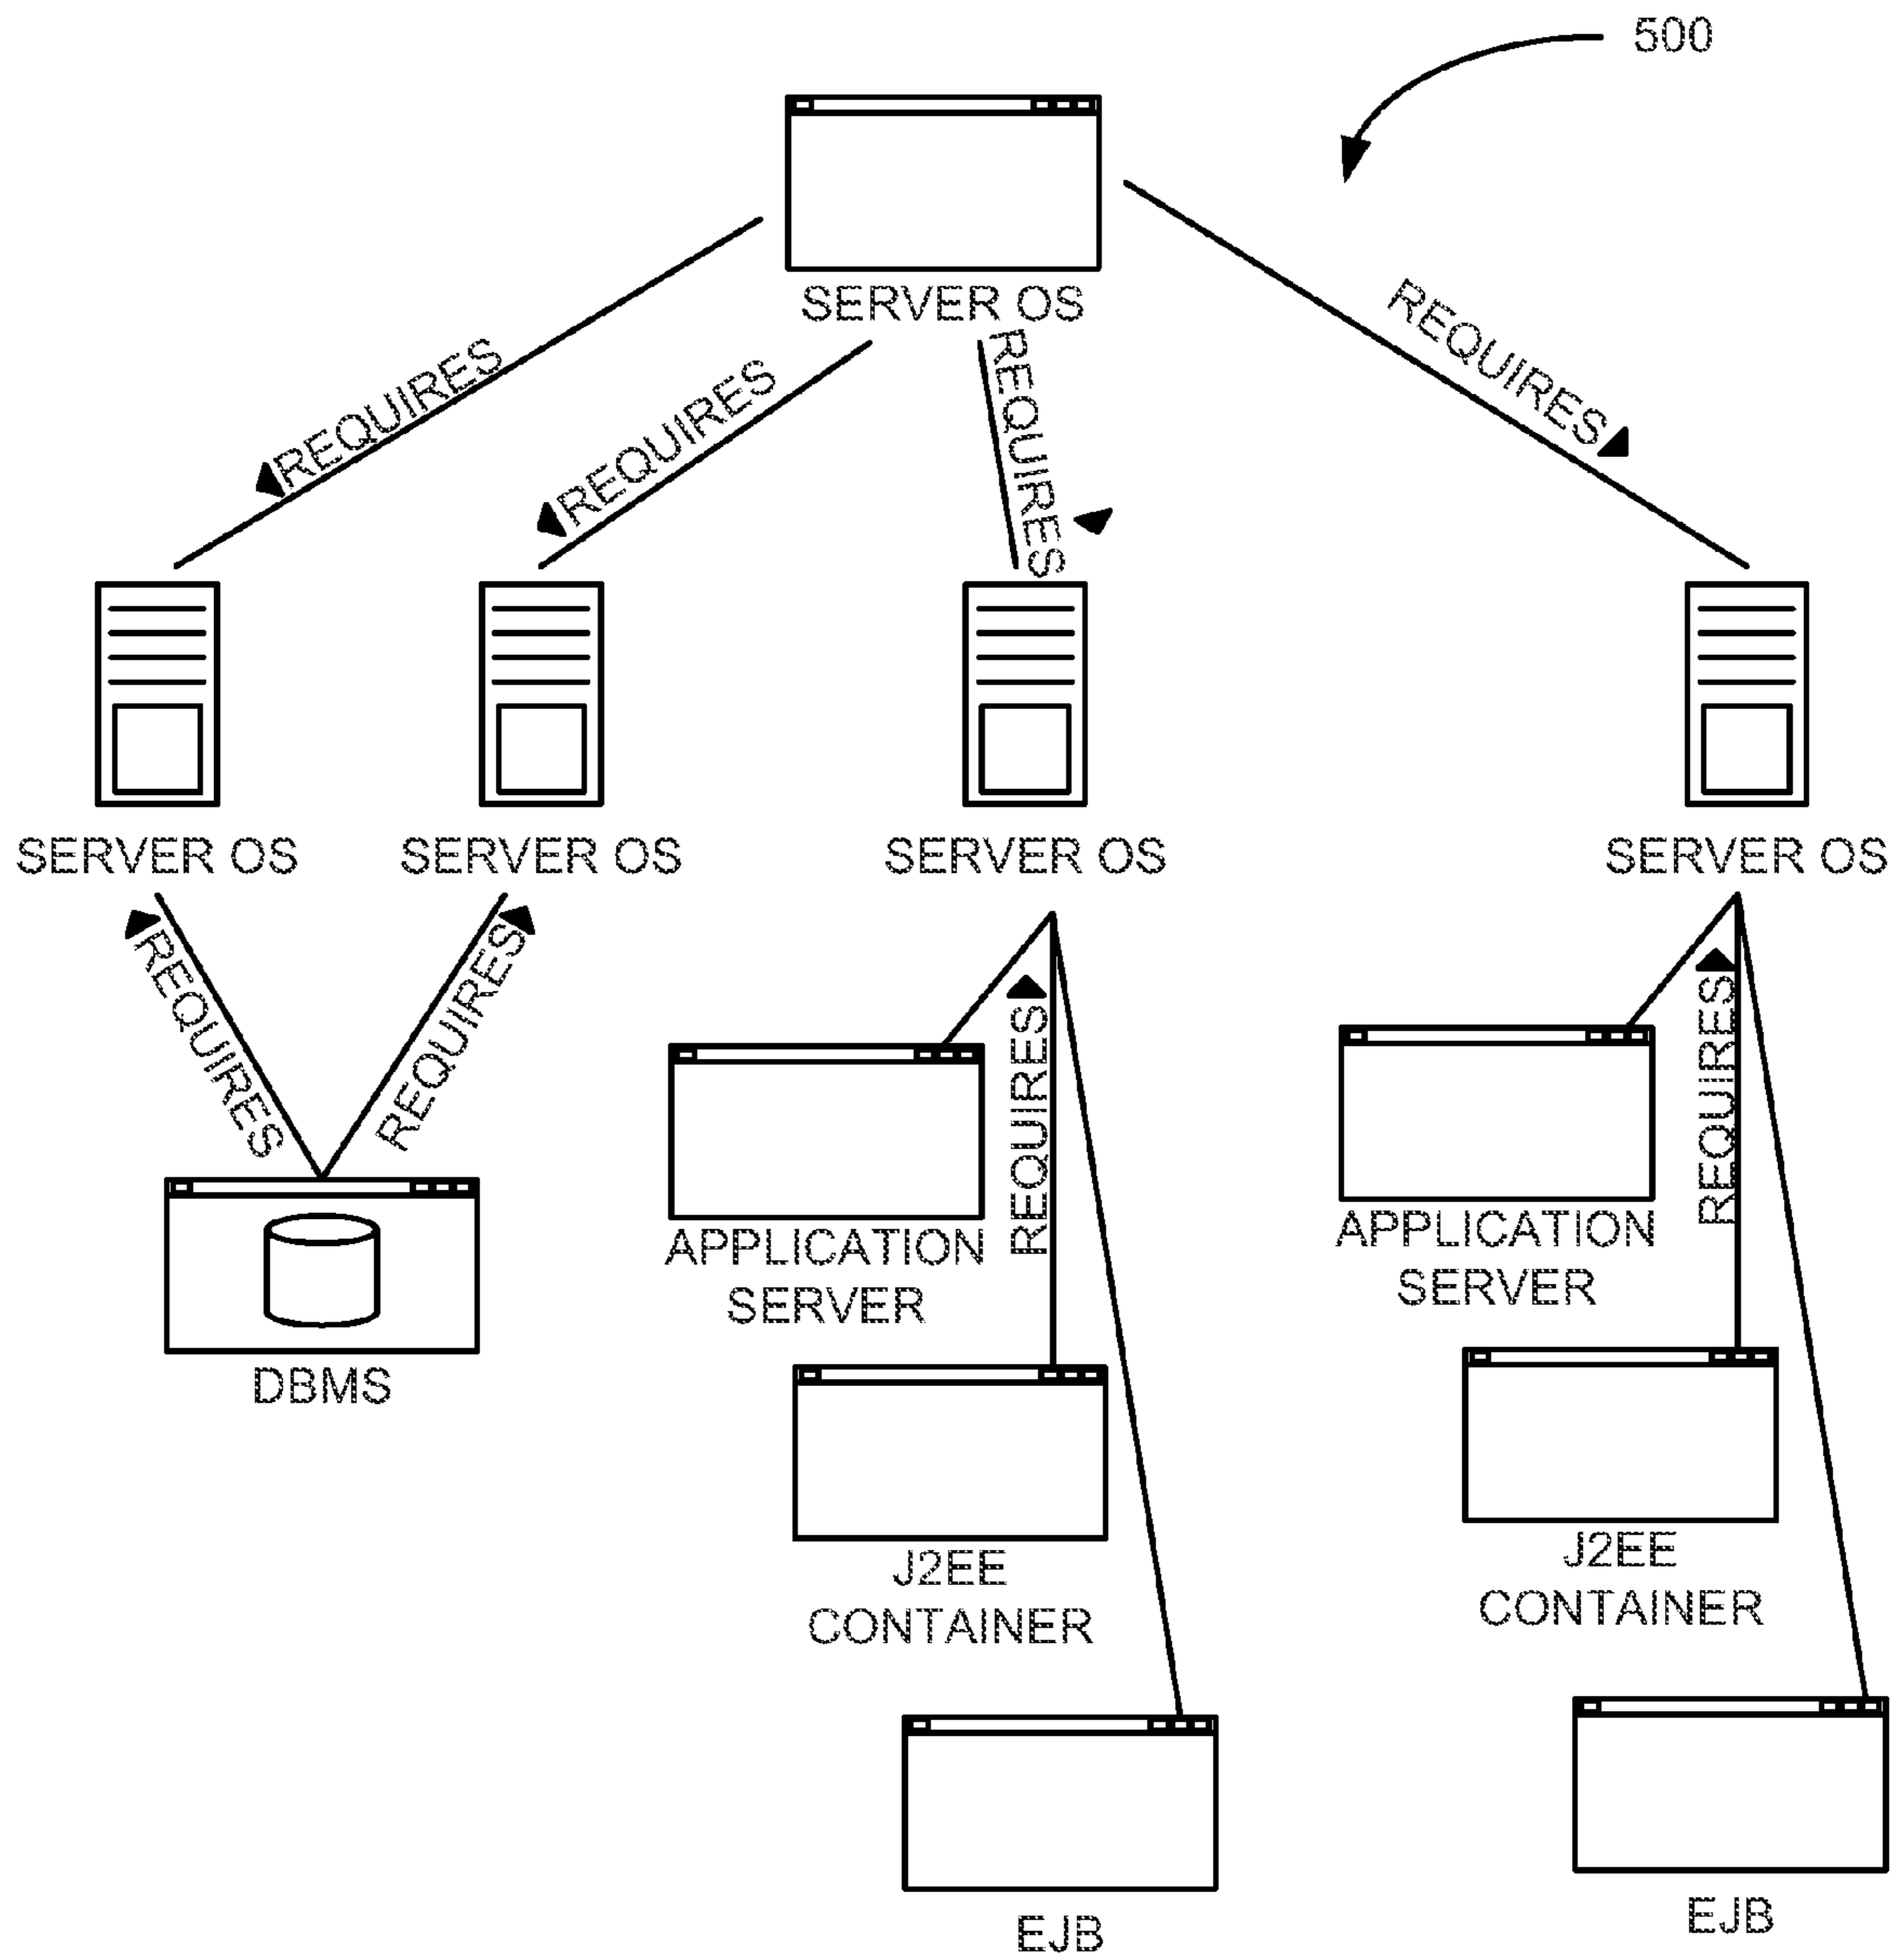 500
SERVER OS
REQUIRES
REQUIRES
REQUIRES
REQUIRES
SERVER OS
SERVER OS
SERVER OS
SERVER OS
REQUIRES
REQUIRES
REQUIRES
REQUIRES
DBMS
APPLICATION
SERVER
APPLICATION
SERVER
J2EE
CONTAINER
J2EE
CONTAINER
EJB
EJB